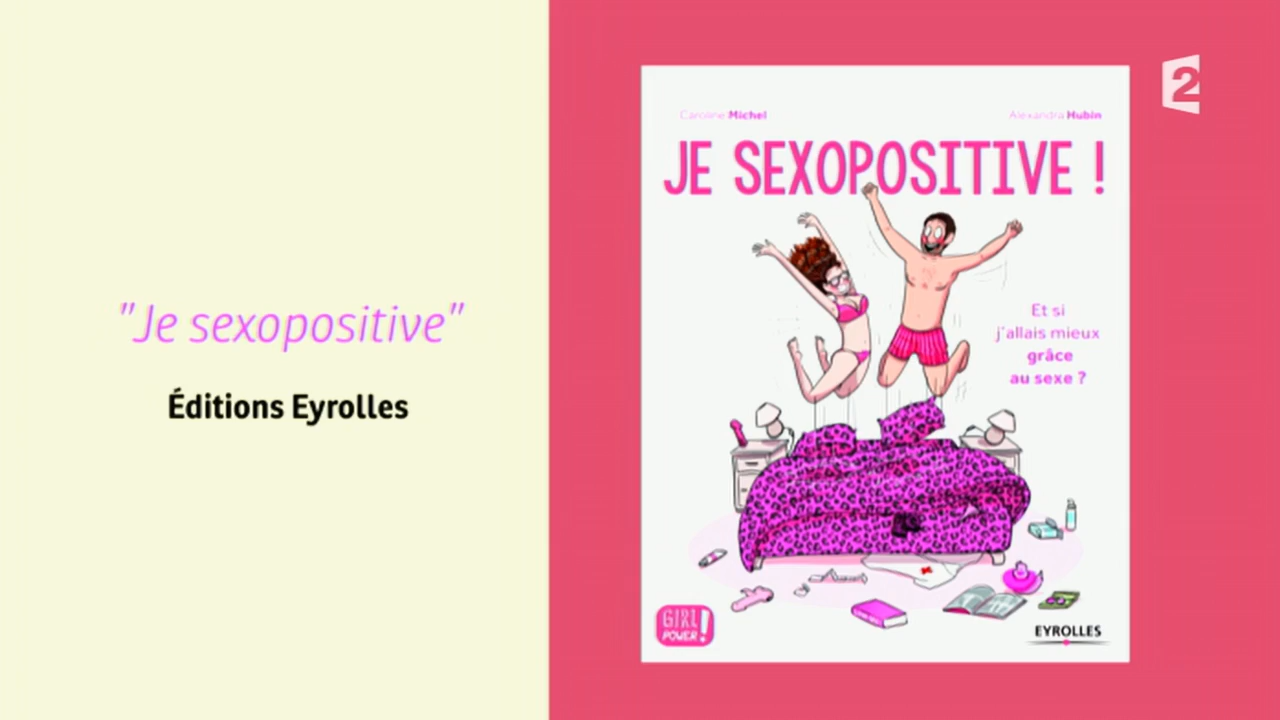 "Je sexopositive"
Éditions Eyrolles
2
Caroline Michel
Alexandra Hubin
JE SEXOPOSITIVE !
Et si
j'allais mieux
grâce
au sexe ?
GIRL
POWER !
EYROLLES